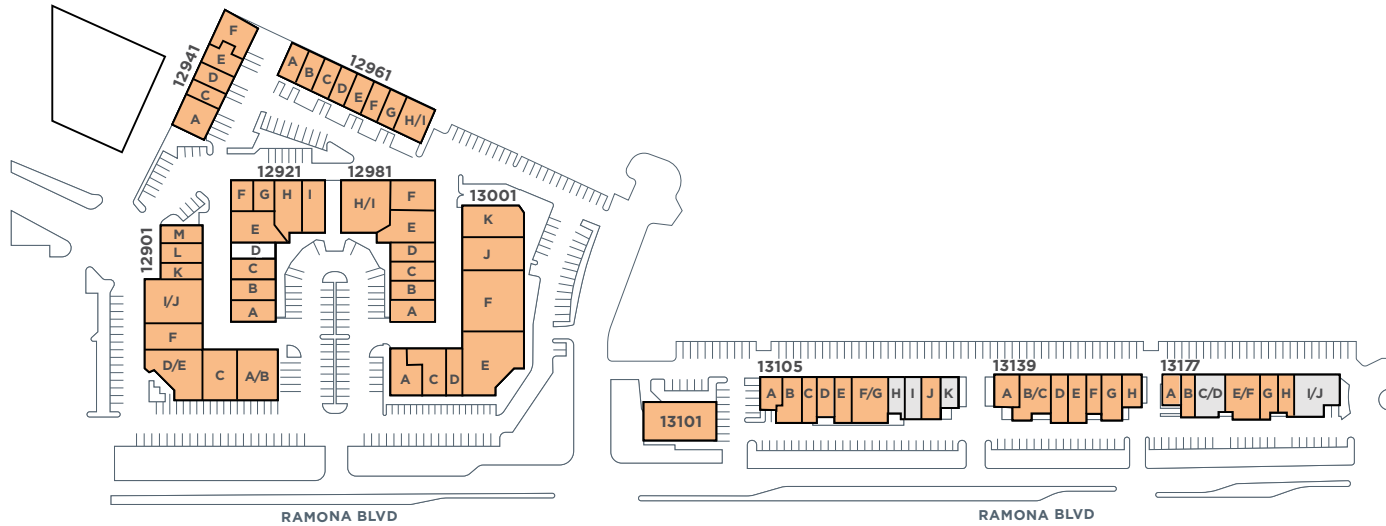 12941
F
E
D
C
A
12961
A
B
C
D
E
F
G
H/I
12921
F
G
H
I
E
D
C
B
A
12981
H/I
F
E
D
C
B
A
13001
K
J
F
E
D
C
A
12901
M
L
K
I/J
F
D/E
C
A/B
13101
13105
A
B
C
D
E
F/G
H
I
J
K
13139
A
B/C
D
E
F
G
H
13177
A
B
C/D
E/F
G
H
I/J
RAMONA BLVD
RAMONA BLVD